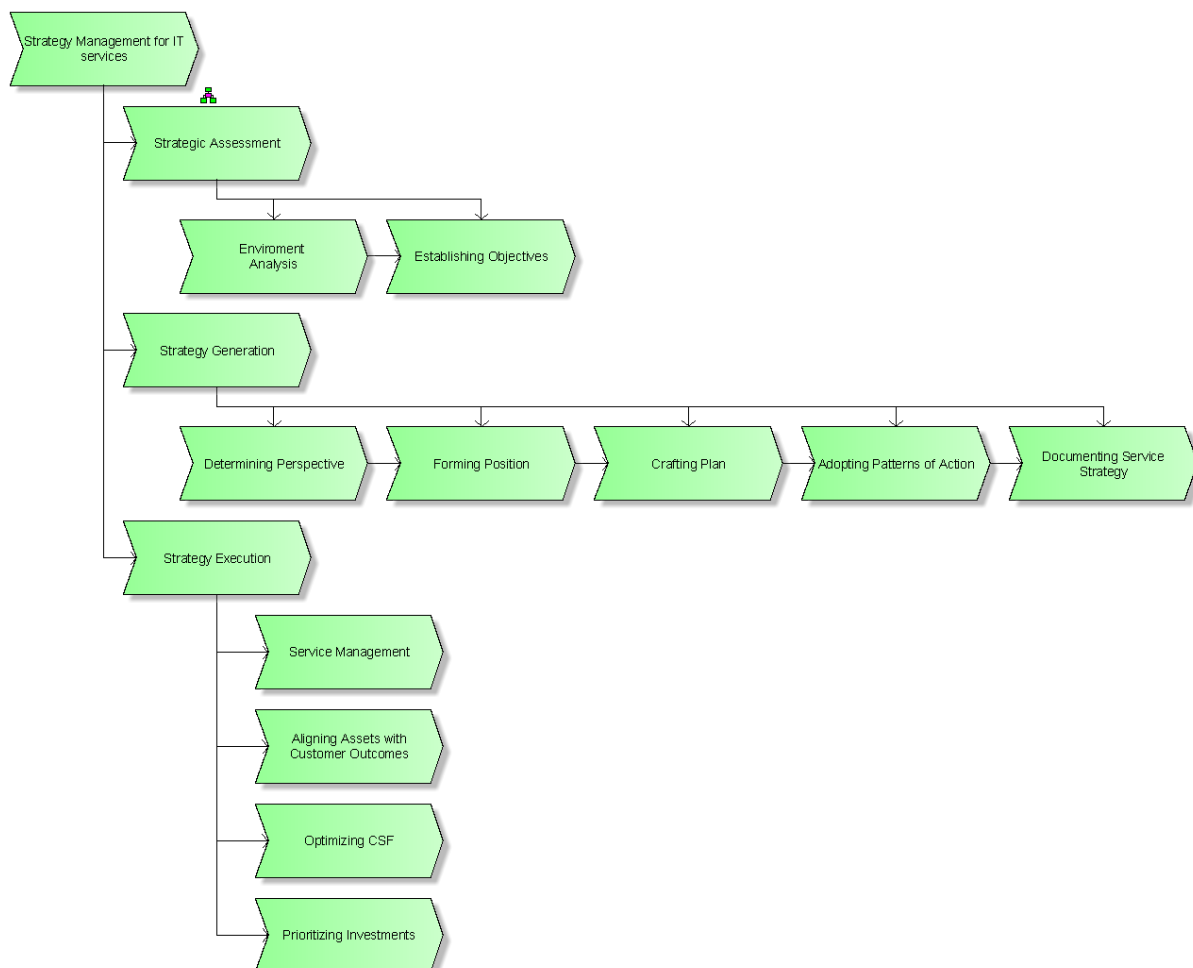 Strategy Management for IT
services
Strategic Assessment
Enviroment
Analysis
Establishing Objectives
Strategy Generation
Determining Perspective
Forming Position
Crafting Plan
Adopting Patterns of Action
Documenting Service
Strategy
Strategy Execution
Service Management
Aligning Assets with
Customer Outcomes
Optimizing CSF
Prioritizing Investments